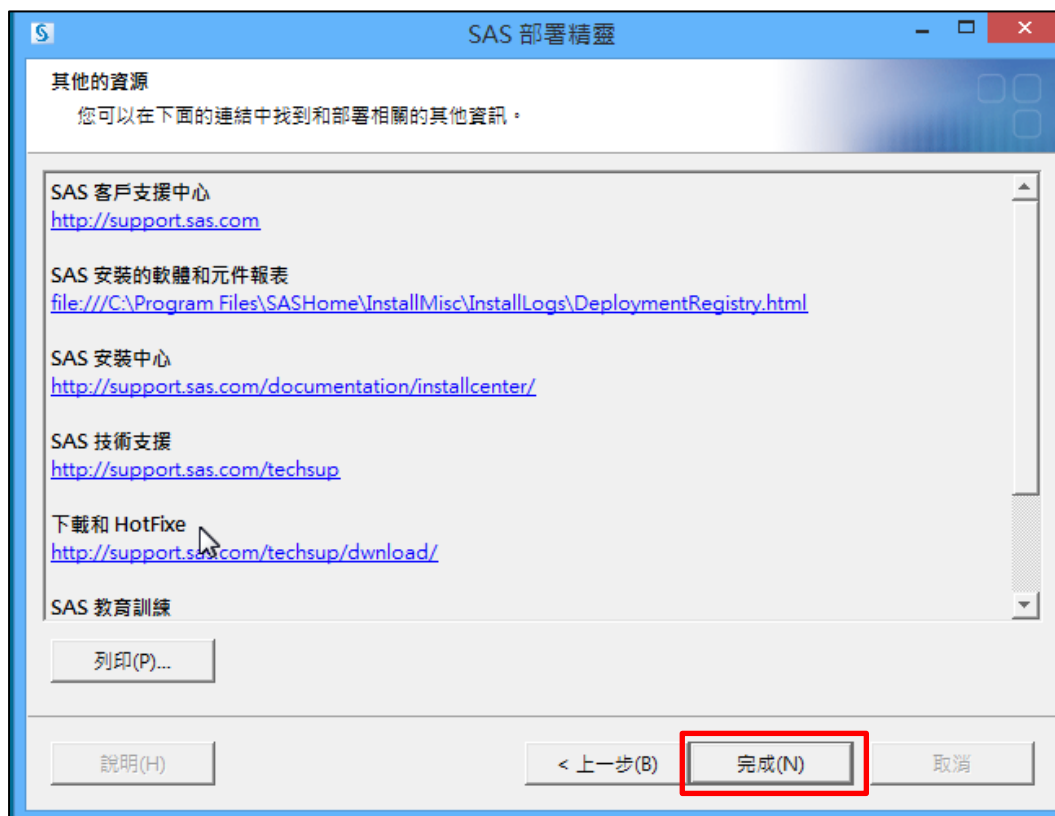 SAS 部署精靈
其他的資源
您可以在下面的連結中找到和部署相關的其他資訊。
SAS 客戶支援中心
http://support.sas.com
SAS 安裝的軟體和元件報表
file:///C:\Program Files\SASHome\InstallMisc\InstallLogs\DeploymentRegistry.html
SAS 安裝中心
http://support.sas.com/documentation/installcenter/
SAS 技術支援
http://support.sas.com/techsup
下載和 HotFixe
http://support.sas.com/techsup/dwnload/
SAS 教育訓練
列印(P)...
說明(H)
< 上一步(B)
完成(N)
取消